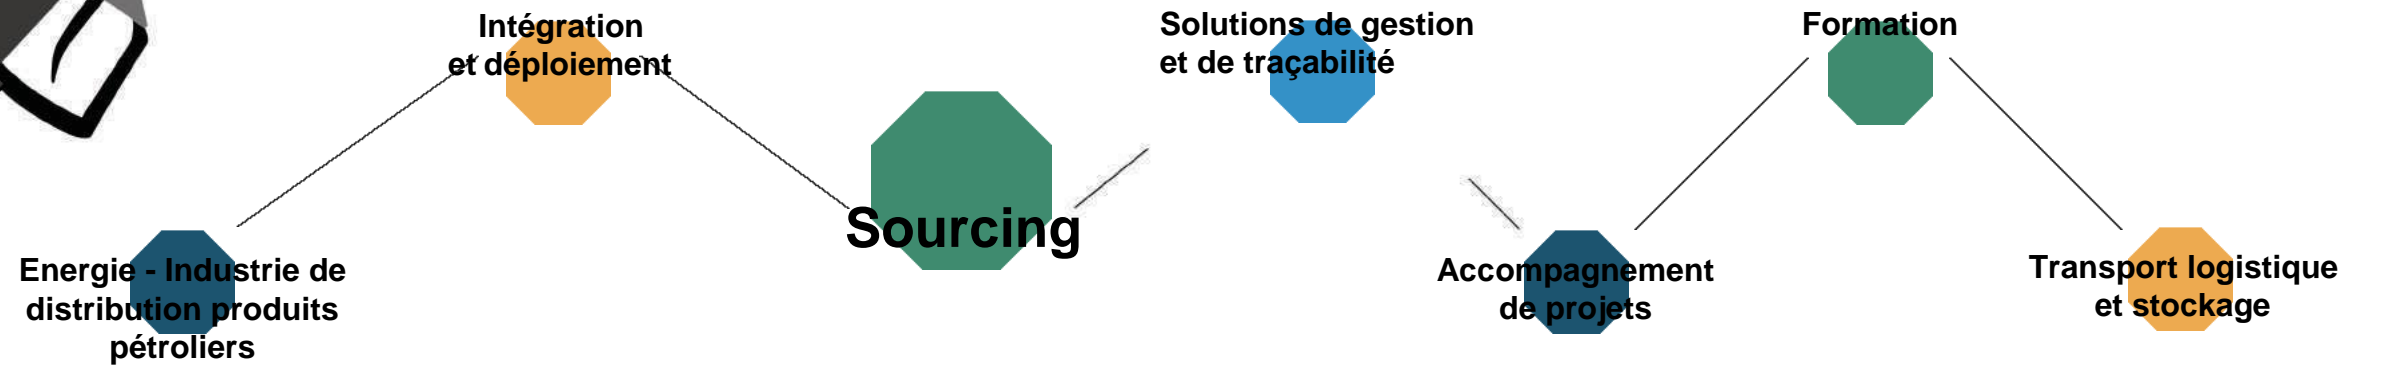 Intégration
et déploiement
Solutions de gestion
et de traçabilité
Formation
Sourcing
Energie - Industrie de
distribution produits
pétroliers
Accompagnement
de projets
Transport logistique
et stockage